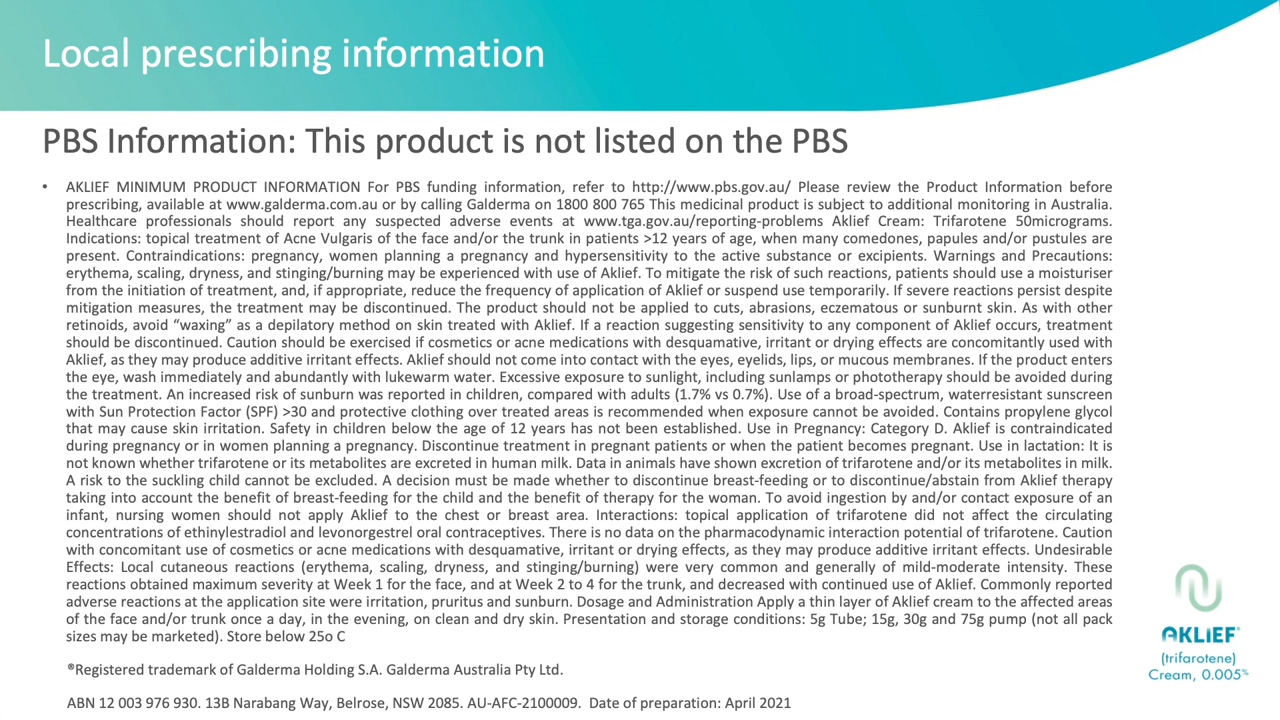 Local prescribing information
PBS Information: This product is not listed on the PBS
• AKLIEF MINIMUM PRODUCT INFORMATION For PBS funding information, refer to http://www.pbs.gov.au/ Please review the Product Information before
prescribing, available at www.galderma.com.au or by calling Galderma on 1800 800 765 This medicinal product is subject to additional monitoring in Australia.
Healthcare professionals should report any suspected adverse events at www.tga.gov.au/reporting-problems Aklief Cream: Trifarotene 50micrograms.
Indications: topical treatment of Acne Vulgaris of the face and/or the trunk in patients >12 years of age, when many comedones, papules and/or pustules are
present. Contraindications: pregnancy, women planning a pregnancy and hypersensitivity to the active substance or excipients. Warnings and Precautions:
erythema, scaling, dryness, and stinging/burning may be experienced with use of Aklief. To mitigate the risk of such reactions, patients should use a moisturiser
from the initiation of treatment, and, if appropriate, reduce the frequency of application of Aklief or suspend use temporarily. If severe reactions persist despite
mitigation measures, the treatment may be discontinued. The product should not be applied to cuts, abrasions, eczematous or sunburnt skin. As with other
retinoids, avoid “waxing” as a depilatory method on skin treated with Aklief. If a reaction suggesting sensitivity to any component of Aklief occurs, treatment
should be discontinued. Caution should be exercised if cosmetics or acne medications with desquamative, irritant or drying effects are concomitantly used with
Aklief, as they may produce additive irritant effects. Aklief should not come into contact with the eyes, eyelids, lips, or mucous membranes. If the product enters
the eye, wash immediately and abundantly with lukewarm water. Excessive exposure to sunlight, including sunlamps or phototherapy should be avoided during
the treatment. An increased risk of sunburn was reported in children, compared with adults (1.7% vs 0.7%). Use of a broad-spectrum, waterresistant sunscreen
with Sun Protection Factor (SPF) >30 and protective clothing over treated areas is recommended when exposure cannot be avoided. Contains propylene glycol
that may cause skin irritation. Safety in children below the age of 12 years has not been established. Use in Pregnancy: Category D. Aklief is contraindicated
during pregnancy or in women planning a pregnancy. Discontinue treatment in pregnant patients or when the patient becomes pregnant. Use in lactation: It is
not known whether trifarotene or its metabolites are excreted in human milk. Data in animals have shown excretion of trifarotene and/or its metabolites in milk.
A risk to the suckling child cannot be excluded. A decision must be made whether to discontinue breast-feeding or to discontinue/abstain from Aklief therapy
taking into account the benefit of breast-feeding for the child and the benefit of therapy for the woman. To avoid ingestion by and/or contact exposure of an
infant, nursing women should not apply Aklief to the chest or breast area. Interactions: topical application of trifarotene did not affect the circulating
concentrations of ethinylestradiol and levonorgestrel oral contraceptives. There is no data on the pharmacodynamic interaction potential of trifarotene. Caution
with concomitant use of cosmetics or acne medications with desquamative, irritant or drying effects, as they may produce additive irritant effects. Undesirable
Effects: Local cutaneous reactions (erythema, scaling, dryness, and stinging/burning) were very common and generally of mild-moderate intensity. These
reactions obtained maximum severity at Week 1 for the face, and at Week 2 to 4 for the trunk, and decreased with continued use of Aklief. Commonly reported
adverse reactions at the application site were irritation, pruritus and sunburn. Dosage and Administration Apply a thin layer of Aklief cream to the affected areas
of the face and/or trunk once a day, in the evening, on clean and dry skin. Presentation and storage conditions: 5g Tube; 15g, 30g and 75g pump (not all pack
sizes may be marketed). Store below 25o C
®Registered trademark of Galderma Holding S.A. Galderma Australia Pty Ltd.
ABN 12 003 976 930. 13B Narabang Way, Belrose, NSW 2085. AU-AFC-2100009. Date of preparation: April 2021
AKLIEF®
(trifarotene)
Cream, 0.005%